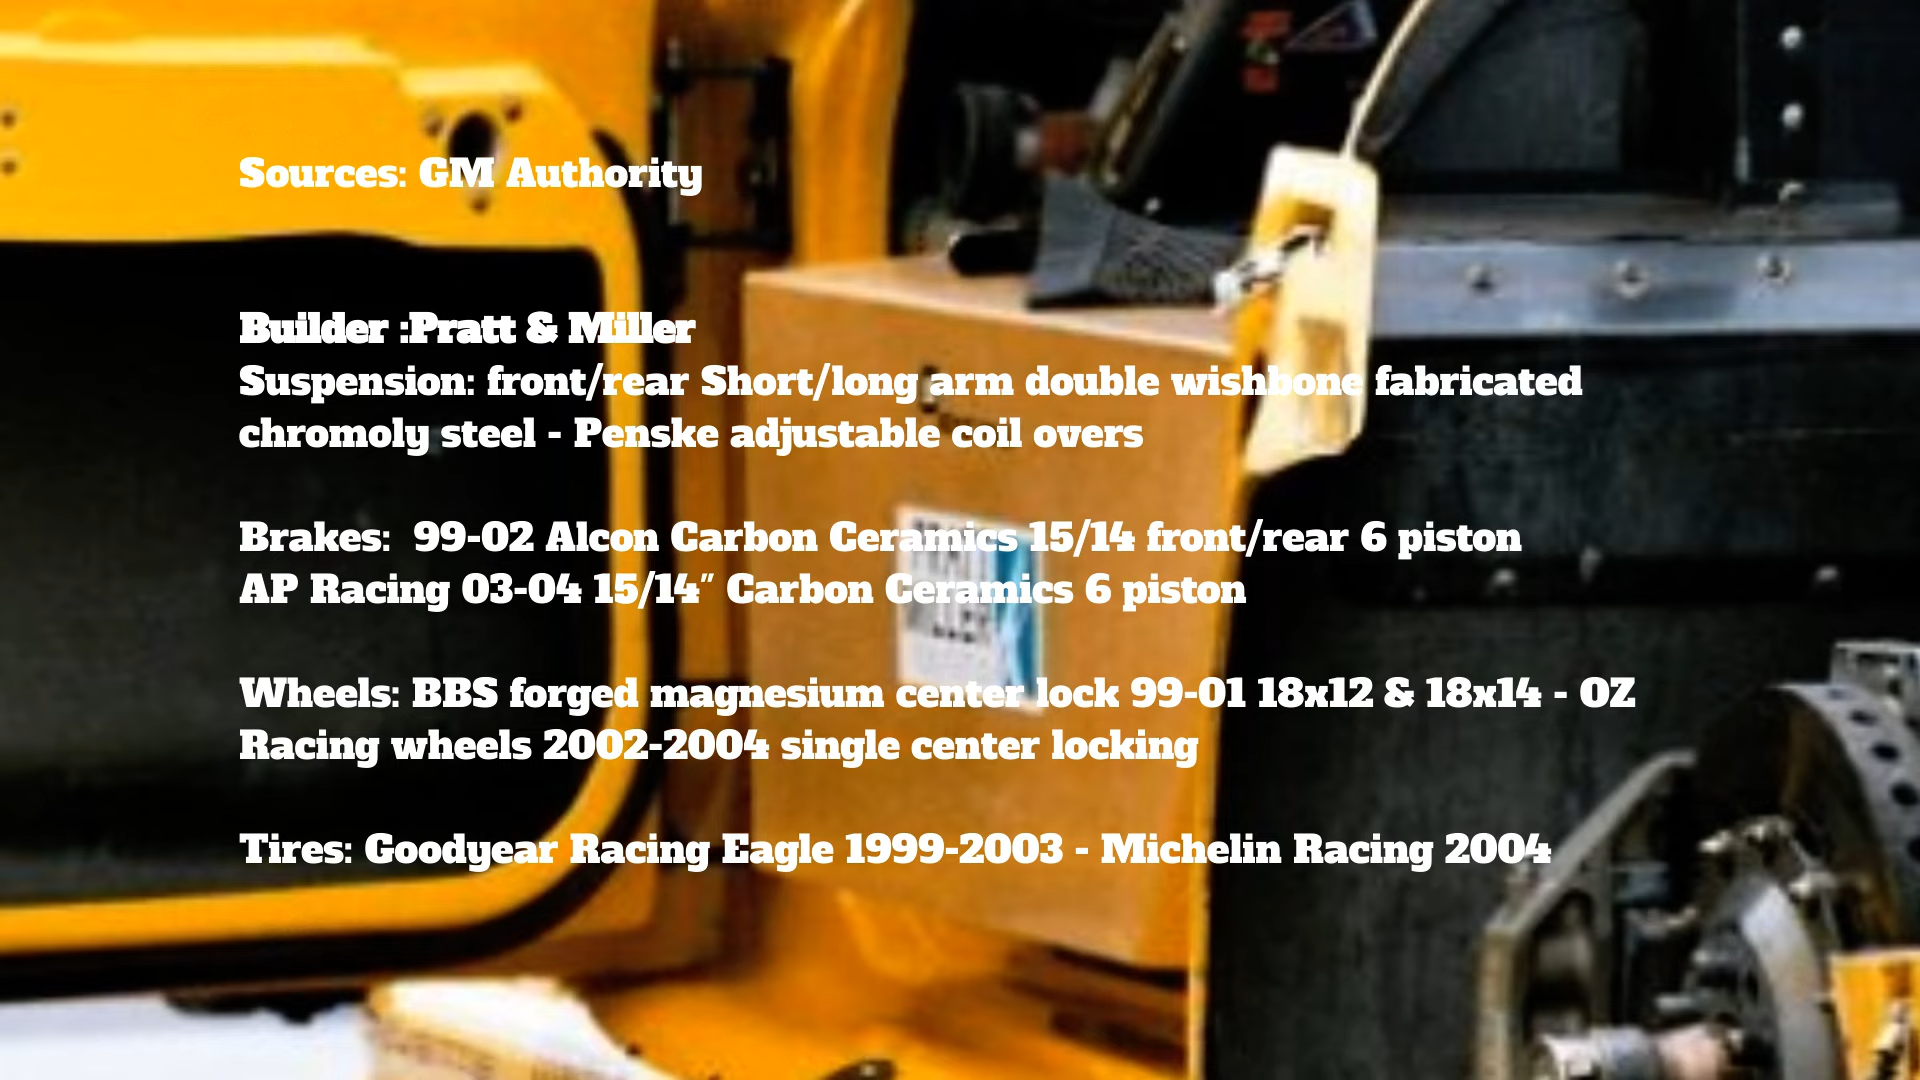 Sources: GM Authority
Builder :Pratt & Miller
Suspension: front/rear Short/long arm double wishbone fabricated
chromoly steel - Penske adjustable coil overs
Brakes:  99-02 Alcon Carbon Ceramics 15/14 front/rear 6 piston
AP Racing 03-04 15/14" Carbon Ceramics 6 piston
Wheels: BBS forged magnesium center lock 99-01 18x12 & 18x14 - OZ
Racing wheels 2002-2004 single center locking
Tires: Goodyear Racing Eagle 1999-2003 - Michelin Racing 2004